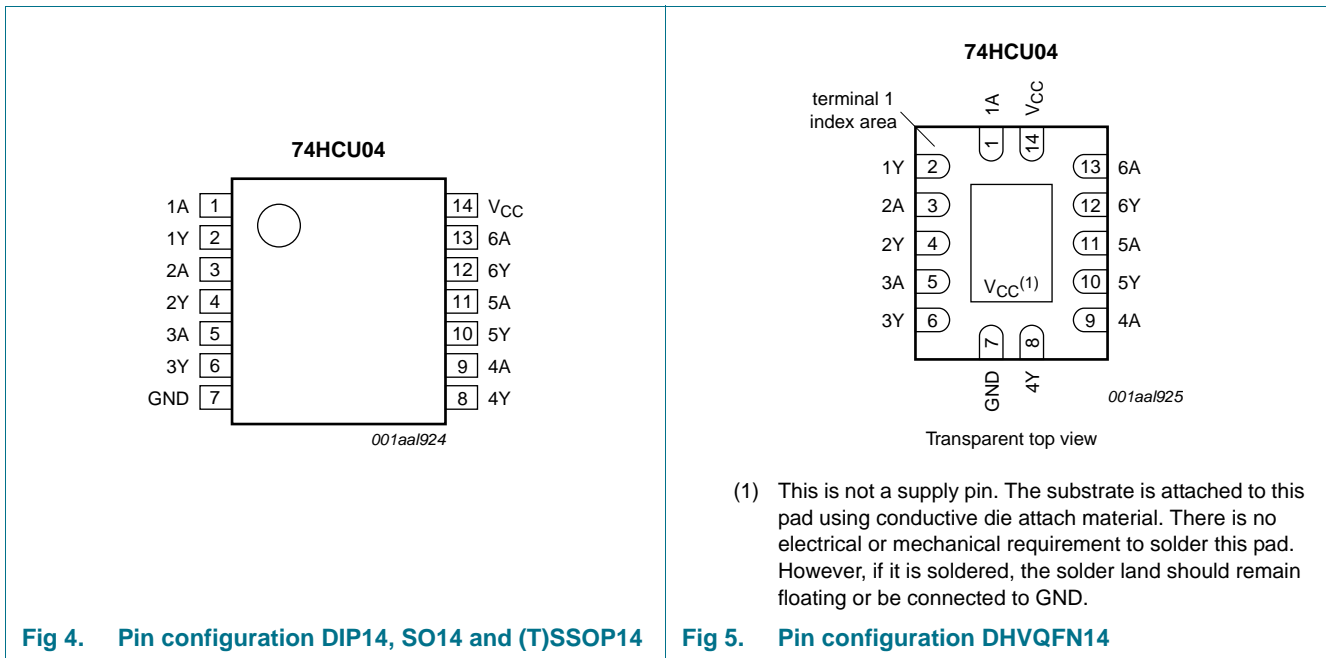 74HCU04
1A 1
1Y 2
2A 3
2Y 4
3A 5
3Y 6
GND 7
14 VCC
13 6A
12 6Y
11 5A
10 5Y
9 4A
8 4Y
001aal924
Fig 4. Pin configuration DIP14, SO14 and (T)SSOP14
74HCU04
terminal 1
index area
1A
VCC
1
14
1Y 2
2A 3
2Y 4
3A 5
3Y 6
13 6A
12 6Y
11 5A
10 5Y
9 4A
VCC(1)
7
8
GND
4Y
001aal925
Transparent top view
(1) This is not a supply pin. The substrate is attached to this
pad using conductive die attach material. There is no
electrical or mechanical requirement to solder this pad.
However, if it is soldered, the solder land should remain
floating or be connected to GND.
Fig 5. Pin configuration DHVQFN14